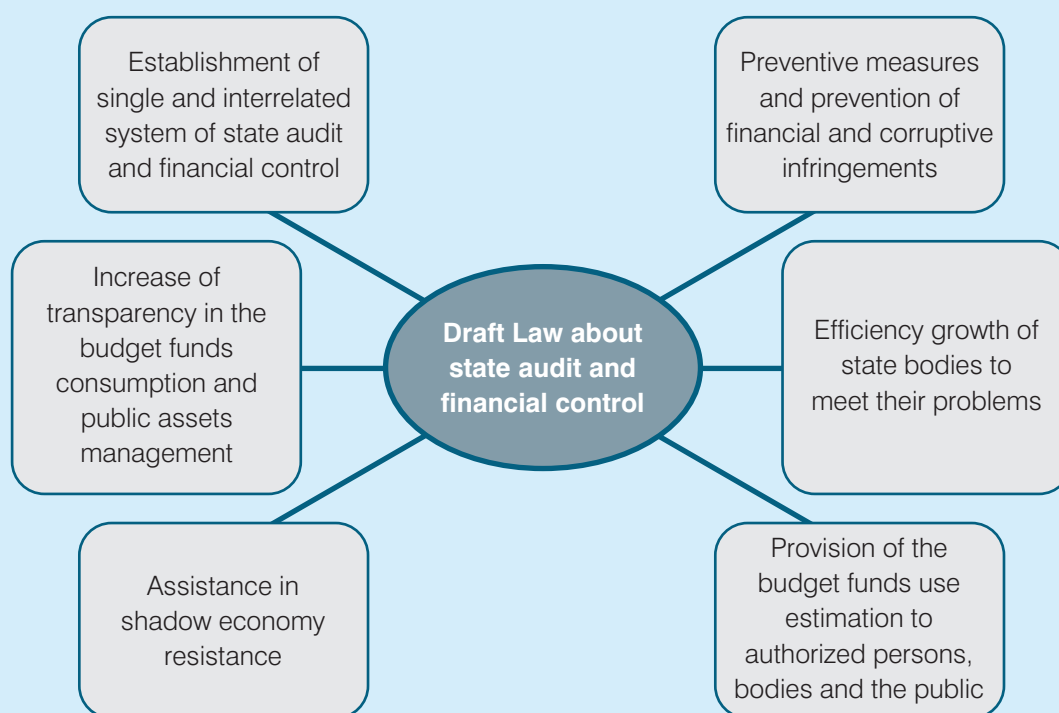 Establishment of
single and interrelated
system of state audit
and financial control
Preventive measures
and prevention of
financial and corruptive
infringements
Increase of
transparency in the
budget funds
consumption and
public assets
management
Draft Law about
state audit and
financial control
Efficiency growth of
state bodies to
meet their problems
Assistance in
shadow economy
resistance
Provision of the
budget funds use
estimation to
authorized persons,
bodies and the public